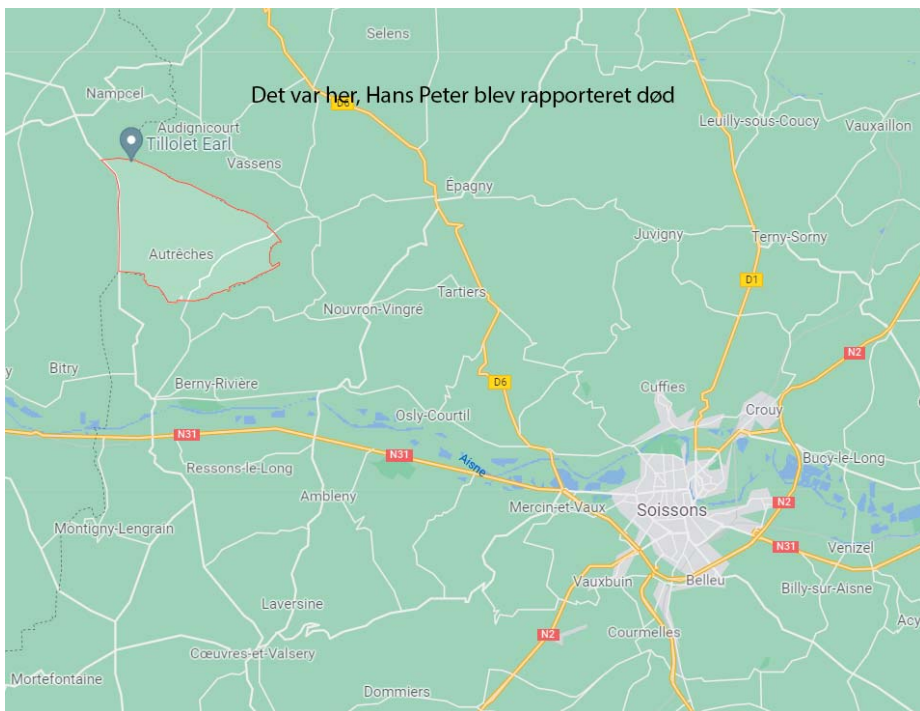 Selens
Det var her, Hans Peter blev rapporteret død
Nampcel
D6
Leuilly-sous-Coucy
Vauxaillon
Audignicourt
Tillolet Earl
Vassens
Épagny
Juvigny
Terny-Sorny
Autrêches
D1
Tartiers
Nouvron-Vingré
N2
Bitry
Berny-Rivière
D6
Cuffies
Crouy
Osly-Courtil
N31
N31
Aisne
Bucy-le-Long
Ressons-le-Long
Ambleny
Mercin-et-Vaux
Soissons
N2
Montigny-Lengrain
N31
Venizel
Vauxbuin
Belleu
Billy-sur-Aisne
Laversine
Acy
N2
Courmelles
Cœuvres-et-Valsery
Mortefontaine
Dommiers